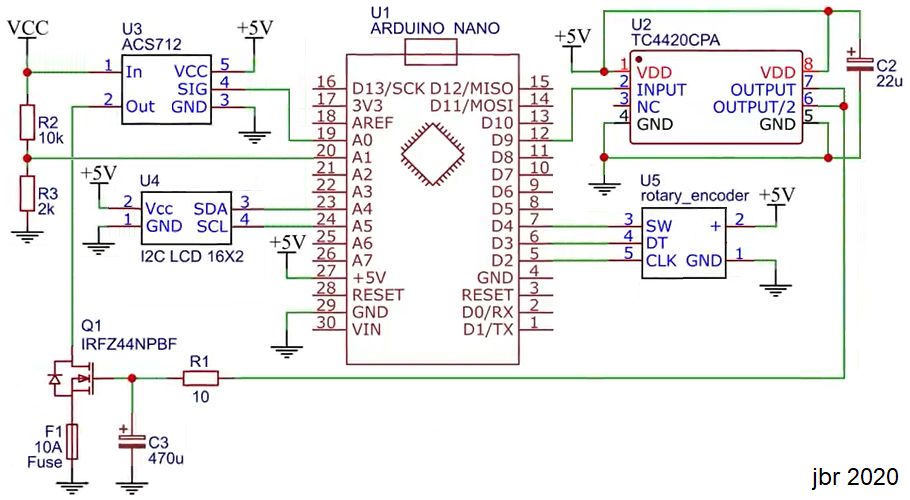 VCC
U3
ACS712
+5V
1 In
2 Out
VCC 5
SIG 4
GND 3
R2
10k
R3
2k
+5V
U4
2 Vcc
1 GND
SDA 3
SCL 4
I2C LCD 16X2
+5V
U1
ARDUINO NANO
16 D13/SCK D12/MISO 15
17 3V3 D11/MOSI 14
18 AREF D10 13
19 A0 D9 12
20 A1 D8 11
21 A2 D7 10
22 A3 D6 9
23 A4 D5 8
24 A5 D4 7
25 A6 D3 6
26 A7 D2 5
27 +5V GND 4
28 RESET RESET 3
29 GND D0/RX 2
30 VIN D1/TX 1
+5V
U2
TC4420CPA
1 VDD VDD 8
2 INPUT OUTPUT 7
3 NC OUTPUT/2 6
4 GND GND 5
+
C2
22u
U5
rotary_encoder
+5V
3 SW + 2
4 DT
5 CLK GND 1
Q1
IRFZ44NPBF
R1
10
F1
10A
Fuse
+
C3
470u
jbr 2020